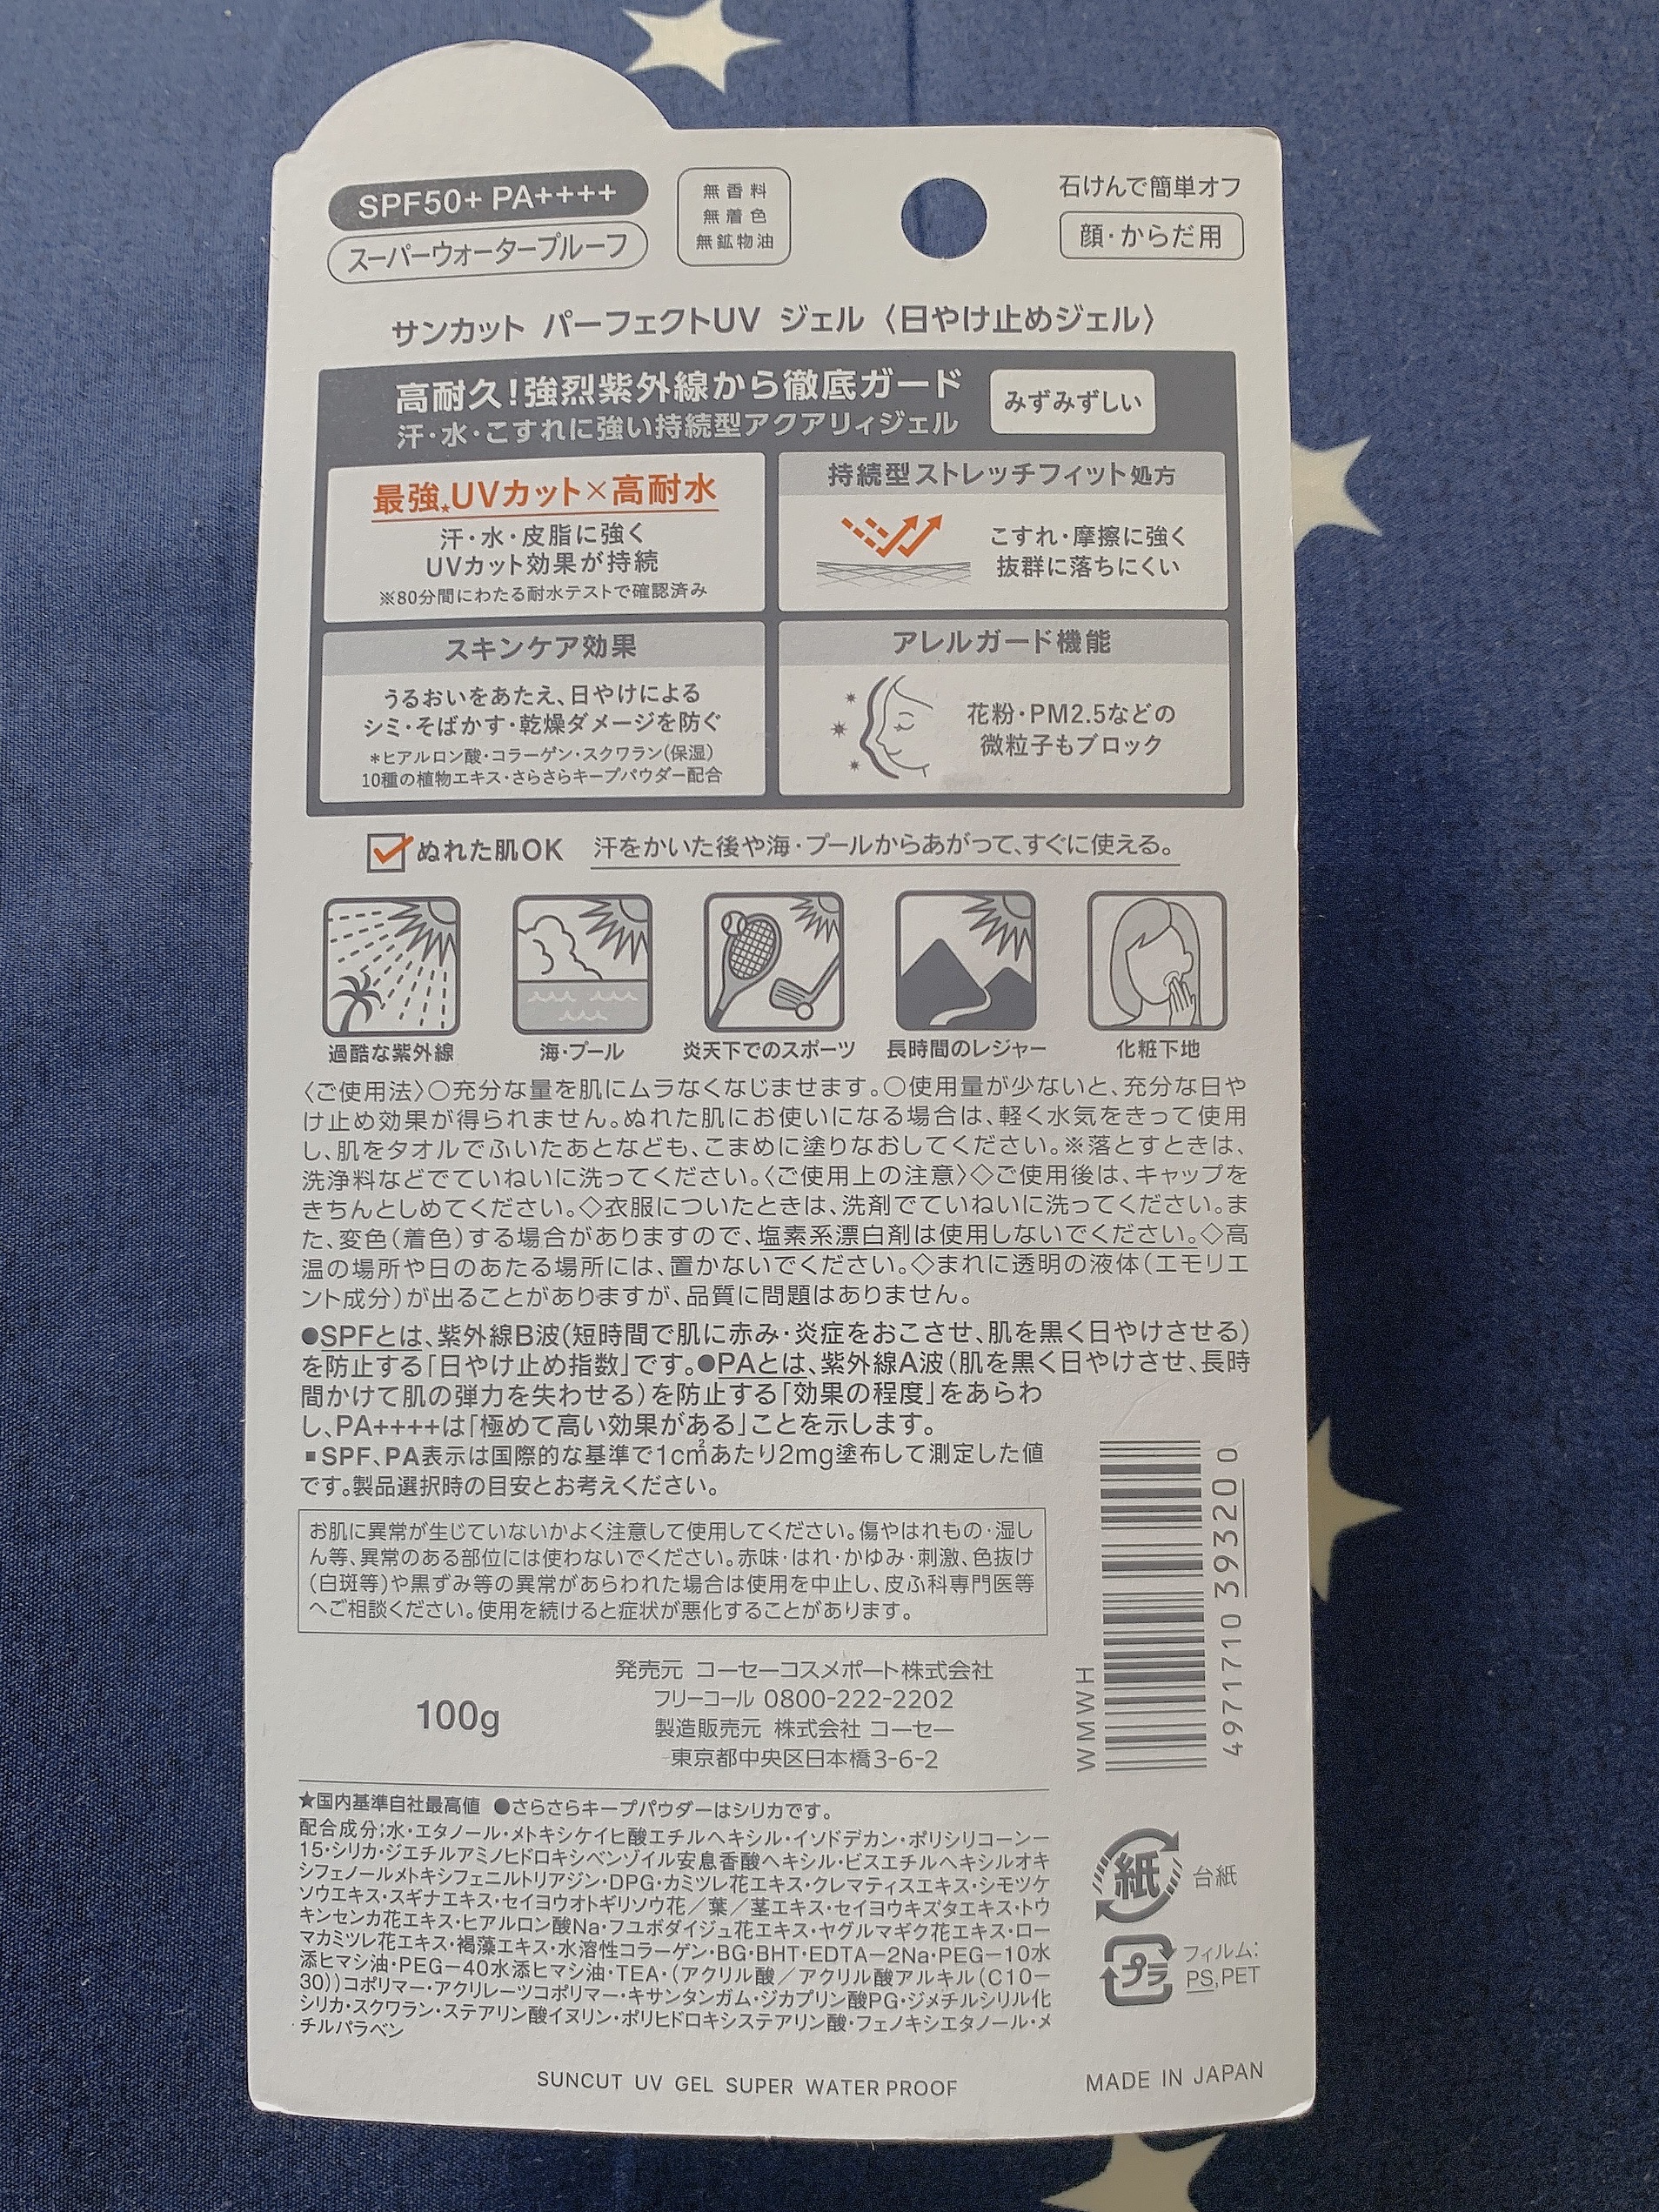 SPF50+ PA++++
スーパーウォータープルーフ
無香料
無着色
無鉱物油
石けんで簡単オフ
顔・からだ用
サンカット パーフェクトUV ジェル 〈日やけ止めジェル〉
高耐久!強烈紫外線から徹底ガード
汗・水・こすれに強い持続型アクアリィジェル
みずみずしい
最強★UVカット×高耐水
汗・水・皮脂に強く
UVカット効果が持続
※80分間にわたる耐水テストで確認済み
持続型ストレッチフィット処方
こすれ・摩擦に強く
抜群に落ちにくい
スキンケア効果
うるおいをあたえ、日やけによる
シミ・そばかす・乾燥ダメージを防ぐ
*ヒアルロン酸・コラーゲン・スクワラン(保湿)
10種の植物エキス・さらさらキープパウダー配合
アレルガード機能
花粉・PM2.5などの
微粒子もブロック
ぬれた肌OK 汗をかいた後や海・プールからあがって、すぐに使える。
過酷な紫外線
海・プール
炎天下でのスポーツ
長時間のレジャー
化粧下地
〈ご使用法〉○充分な量を肌にムラなくなじませます。○使用量が少ないと、充分な日や
け止め効果が得られません。ぬれた肌にお使いになる場合は、軽く水気をきって使用
し、肌をタオルでふいたあとなども、こまめに塗りなおしてください。※落とすときは、
洗浄料などでていねいに洗ってください。〈ご使用上の注意〉◇ご使用後は、キャップを
きちんとしめてください。◇衣服についたときは、洗剤でていねいに洗ってください。ま
た、変色(着色)する場合がありますので、塩素系漂白剤は使用しないでください。◇高
温の場所や日のあたる場所には、置かないでください。◇まれに透明の液体(エモリエ
ント成分)が出ることがありますが、品質に問題はありません。
●SPFとは、紫外線B波(短時間で肌に赤み・炎症をおこさせ、肌を黒く日やけさせる)
を防止する「日やけ止め指数」です。●PAとは、紫外線A波(肌を黒く日やけさせ、長時
間かけて肌の弾力を失わせる)を防止する「効果の程度」をあらわ
し、PA++++は「極めて高い効果がある」ことを示します。
▪SPF、PA表示は国際的な基準で1c㎡あたり2mg塗布して測定した値
です。製品選択時の目安とお考えください。
お肌に異常が生じていないかよく注意して使用してください。傷やはれもの・湿し
ん等、異常のある部位には使わないでください。赤味・はれ・かゆみ・刺激、色抜け
(白斑等)や黒ずみ等の異常があらわれた場合は使用を中止し、皮ふ科専門医等
へご相談ください。使用を続けると症状が悪化することがあります。
100g
発売元 コーセーコスメポート株式会社
フリーコール 0800-222-2202
製造販売元 株式会社 コーセー
東京都中央区日本橋3-6-2
WMWH
4971710 393200
★国内基準自社最高値 ●さらさらキープパウダーはシリカです。
配合成分:水・エタノール・メトキシケイヒ酸エチルヘキシル・イソドデカン・ポリシリコーンー
15・シリカ・ジエチルアミノヒドロキシベンゾイル安息香酸ヘキシル・ビスエチルヘキシルオキ
シフェノールメトキシフェニルトリアジン・DPG・カミツレ花エキス・クレマティスエキス・シモツケ
ソウエキス・スギナエキス・セイヨウオトギリソウ花/葉/茎エキス・セイヨウキズタエキス・トウ
キンセンカ花エキス・ヒアルロン酸Na・フユボダイジュ花エキス・ヤグルマギク花エキス・ロー
マカミツレ花エキス・褐藻エキス・水溶性コラーゲン・BG・BHT・EDTA−2Na・PEG−10水
添ヒマシ油・PEG−40水添ヒマシ油・TEA・(アクリル酸/アクリル酸アルキル(C10−
30))コポリマー・アクリレーツコポリマー・キサンタンガム・ジカプリン酸PG・ジメチルシリル化
シリカ・スクワラン・ステアリン酸イヌリン・ポリヒドロキシステアリン酸・フェノキシエタノール・メ
チルパラベン
紙 台紙
プラ フィルム:
PS,PET
SUNCUT UV GEL SUPER WATER PROOF
MADE IN JAPAN